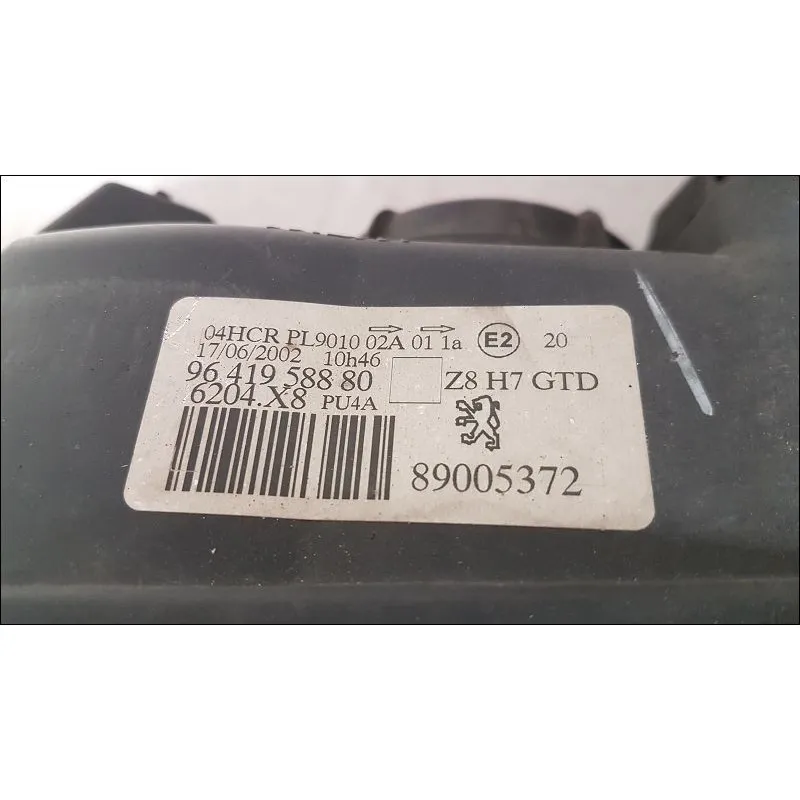 04HCR PL9010 02A 01 1a E2 20
17/06/2002 10h46
96 419 588 80 Z8 H7 GTD
6204.X8 PU4A
89005372